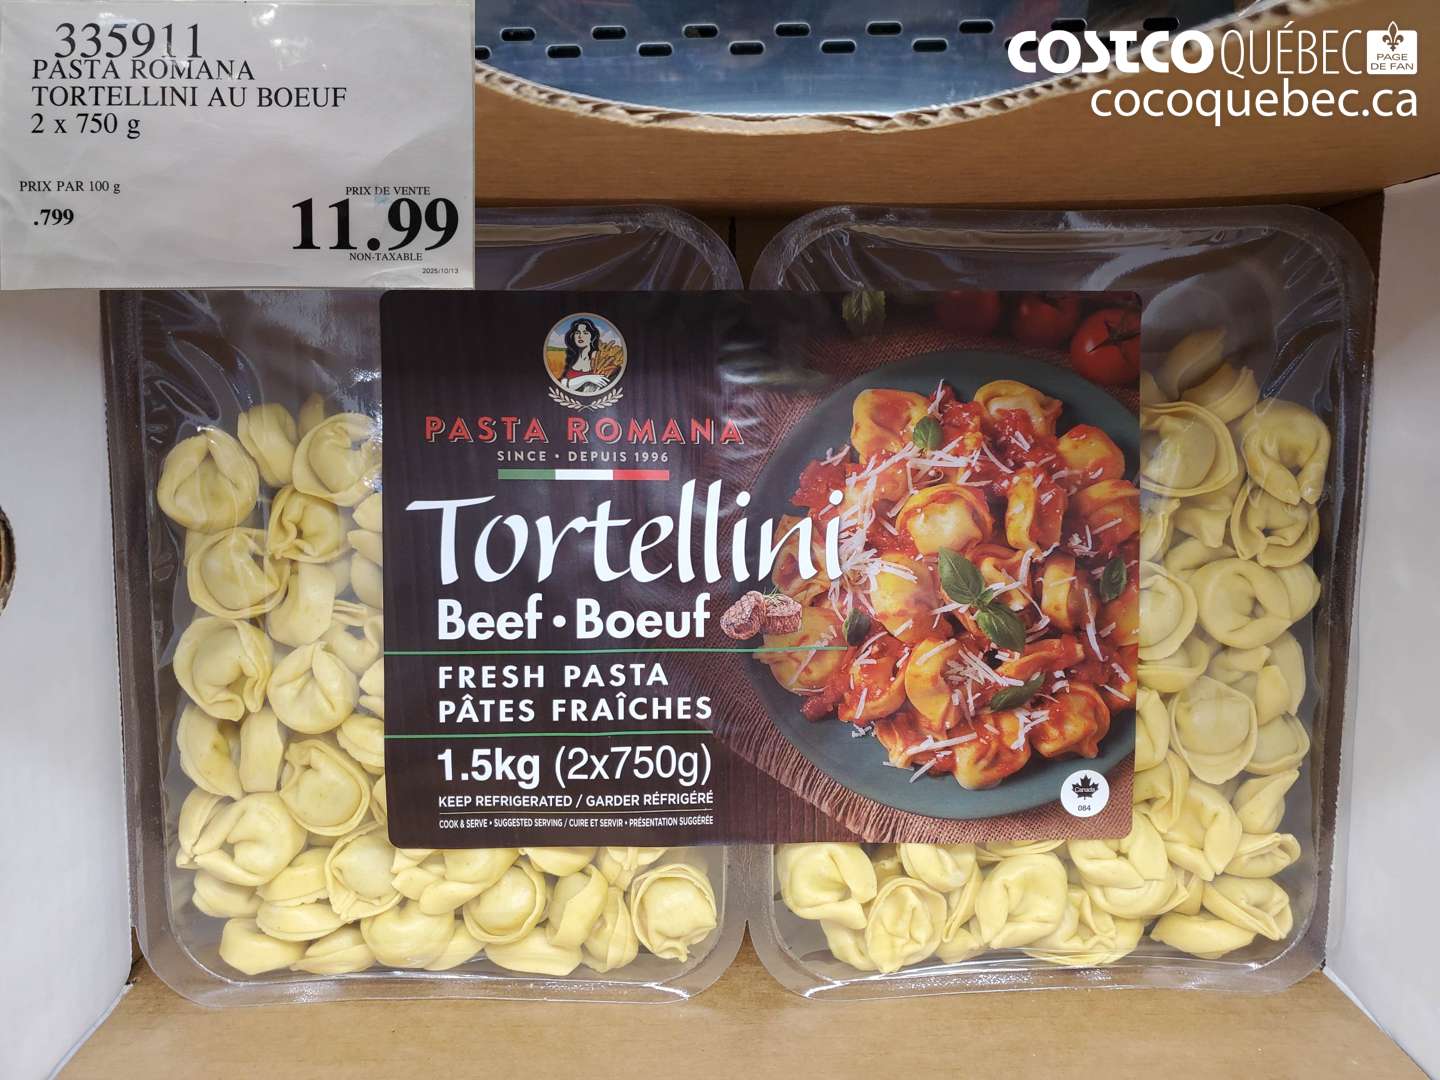 335911
PASTA ROMANA
TORTELLINI AU BOEUF
2 x 750 g
PRIX PAR 100 g
.799
PRIX DE VENTE
11.99
NON-TAXABLE
2025/10/13
COSTCO QUÉBEC
PAGE
DE FAN
cocoquebec.ca
PASTA ROMANA
SINCE • DEPUIS 1996
Tortellini
Beef • Boeuf
FRESH PASTA
PÂTES FRAÎCHES
1.5kg (2x750g)
KEEP REFRIGERATED / GARDER RÉFRIGÉRÉ
COOK & SERVE • SUGGESTED SERVING / CUIRE ET SERVIR • PRÉSENTATION SUGGÉRÉE
Canada
084